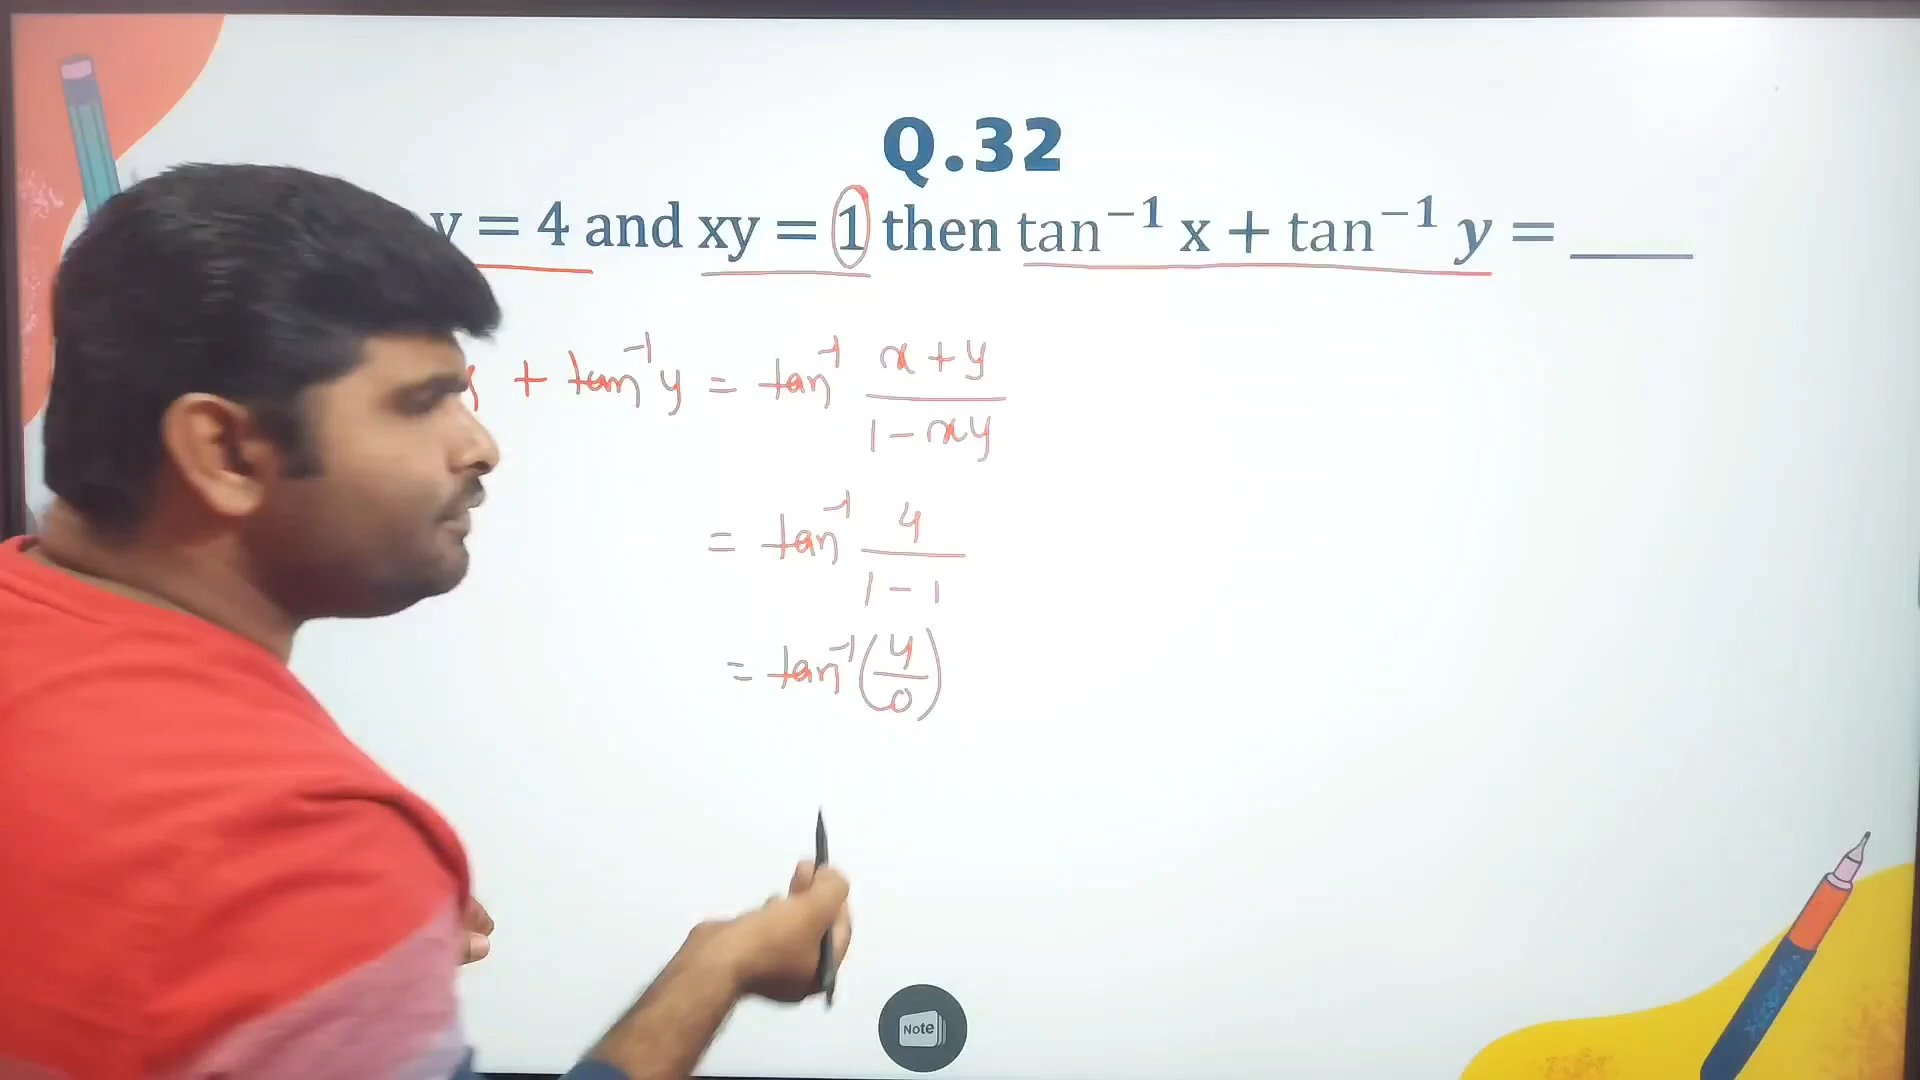 Q.32
y = 4 and xy = 1 then tan⁻¹ x + tan⁻¹ y = ____
+ tan⁻¹ y = tan⁻¹ (x + y)/(1 - xy)
= tan⁻¹ 4/(1 - 1)
= tan⁻¹ (4/0)
Note